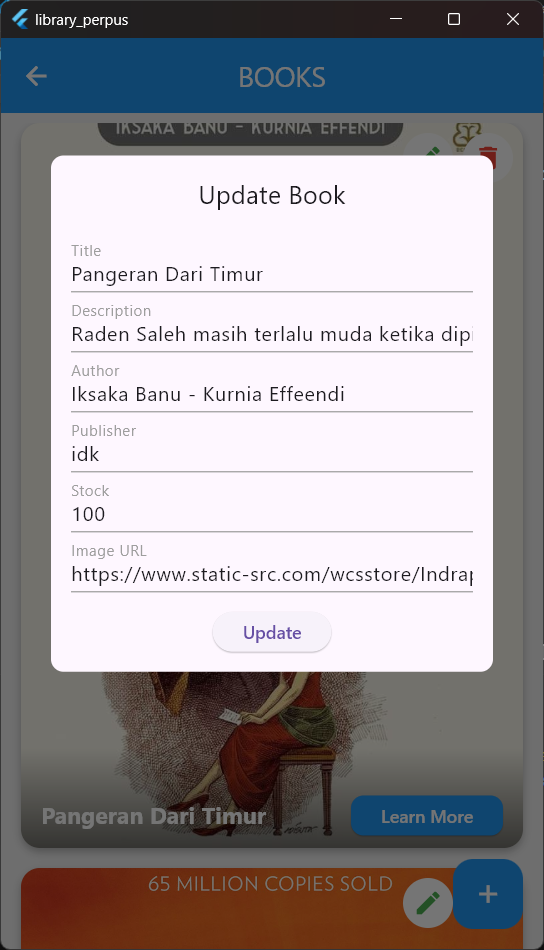 library_perpus
BOOKS
IKSAKA BANU - KURNIA EFFENDI
Update Book
Title
Pangeran Dari Timur
Description
Raden Saleh masih terlalu muda ketika dipi
Author
Iksaka Banu - Kurnia Effeendi
Publisher
idk
Stock
100
Image URL
https://www.static-src.com/wcsstore/Indrap
Update
Pangeran Dari Timur
Learn More
65 MILLION COPIES SOLD